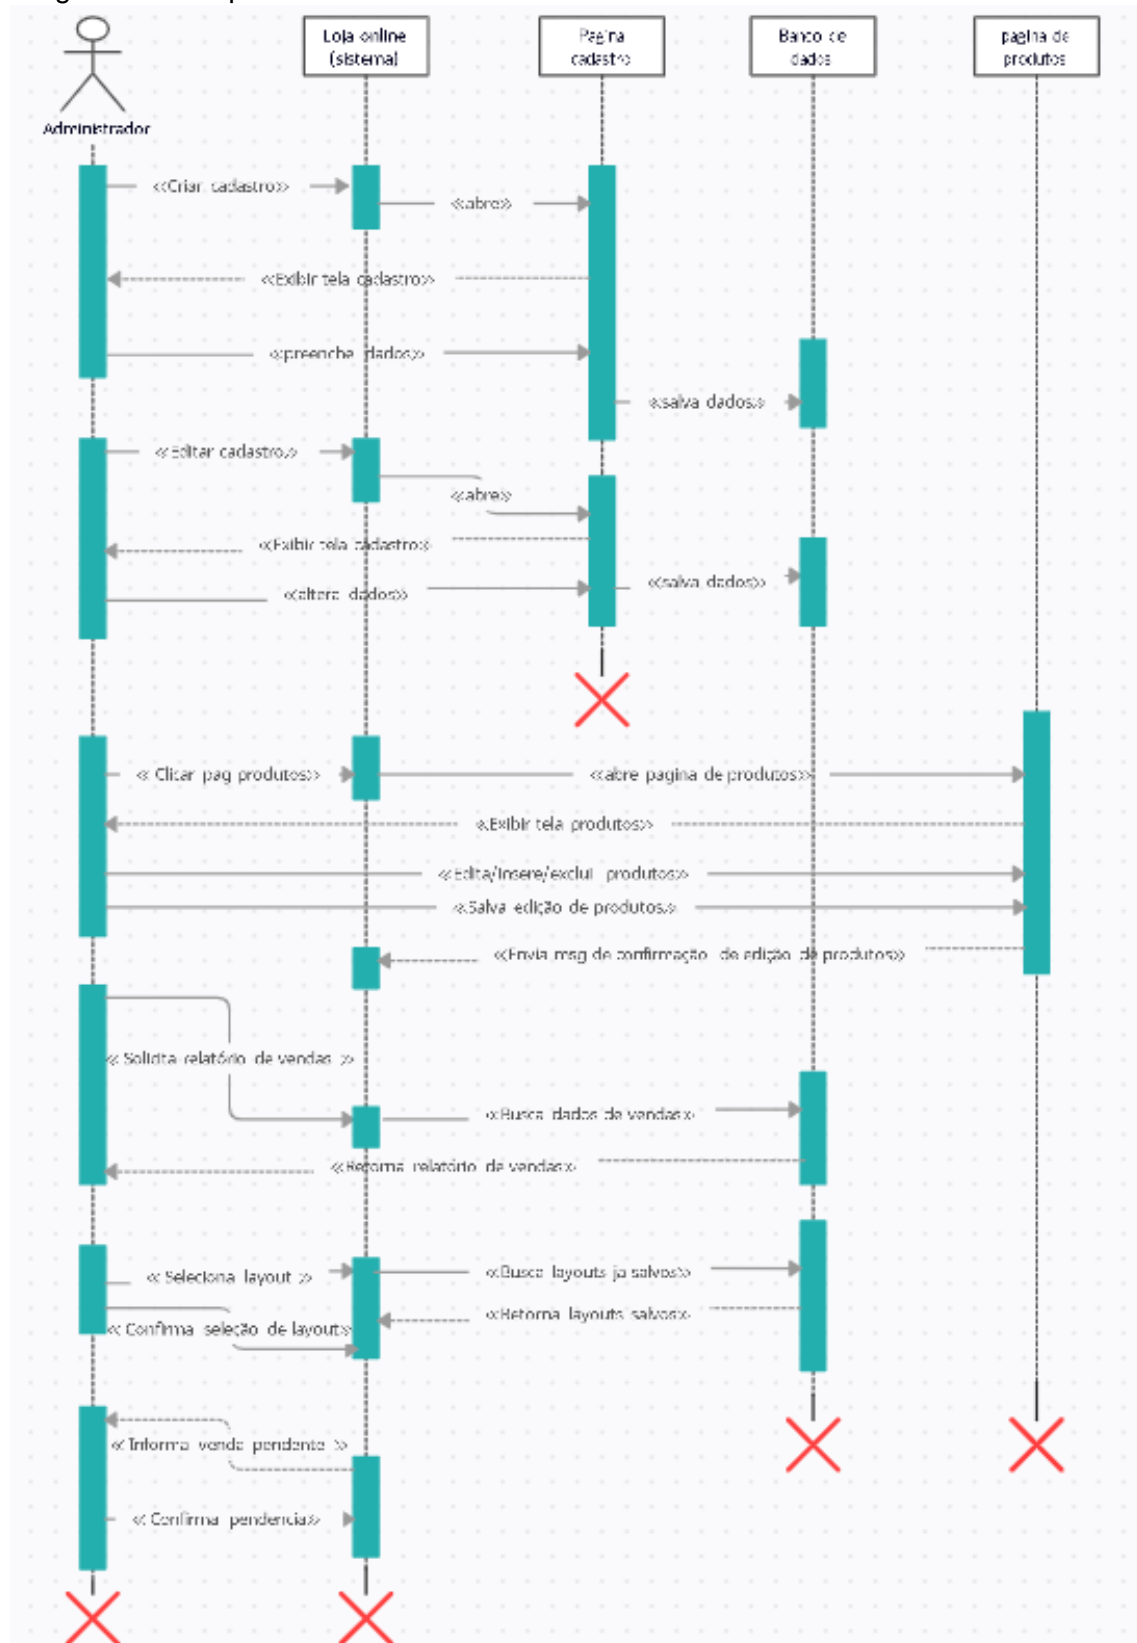 Loja online
(sistema)
Pagina
cadastro
Banco de
dados
pagina de
produtos
Administrador
«Criar cadastro»
«abre»
«Exibir tela cadastro»
«preenche dados»
«salva dados»
«Editar cadastro»
«abre»
«Exibir tela cadastro»
«salva dados»
«altera dados»
« Clicar pag produtos»
«abre pagina de produtos»
«Exibir tela produtos»
«Edita/Insere/exclui produtos»
«Salva edição de produtos»
«Envia msg de confirmação de edição de produtos»
« Solicita relatório de vendas »
«Busca dados de vendas»
«Retorna relatório de vendas»
« Seleciona layout »
«Busca layouts ja salvos»
«Retorna layouts salvos»
« Confirma seleção de layout»
« Informa venda pendente »
« Confirma pendencia»